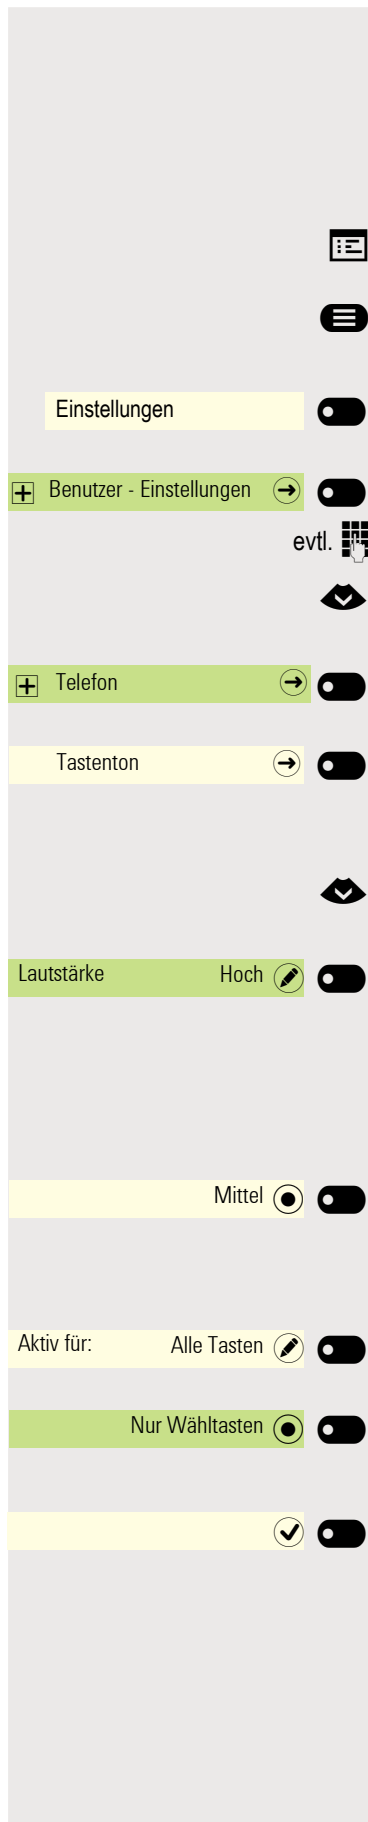 Einstellungen
Benutzer - Einstellungen
evtl.
Telefon
Tastenton
Lautstärke Hoch
Mittel
Aktiv für: Alle Tasten
Nur Wähltasten